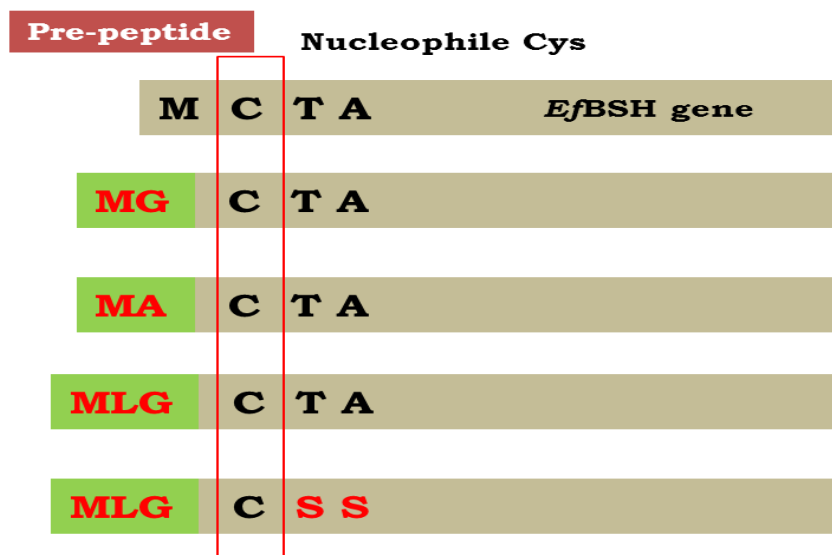 Pre-peptide
Nucleophile Cys
M C T A EfBSH gene
MG C T A
MA C T A
MLG C T A
MLG C S S